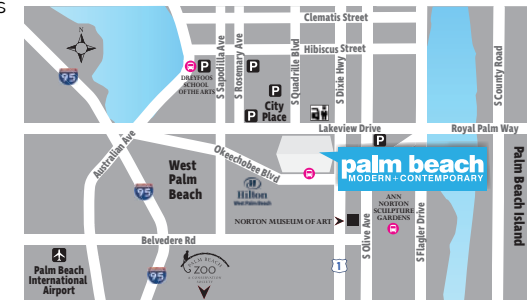 S
Clematis Street
N
Hibiscus Street
S Sapodilla Ave
S Rosemary Ave
S Quadrille Blvd
S Dixie Hwy
S County Road
95
P
P
DREYFOOS
SCHOOL
OF THE ARTS
P
City
Place
P
Lakeview Drive
Royal Palm Way
P
Australian Ave
Okeechobee Blvd
palm beach
MODERN+CONTEMPORARY
West
Palm
Beach
95
Hilton
West Palm Beach
ANN
NORTON
SCULPTURE
GARDENS
NORTON MUSEUM OF ART
S Olive Ave
S Flagler Drive
Palm Beach Island
Belvedere Rd
Palm Beach
International
Airport
95
PALM BEACH
ZOO
1